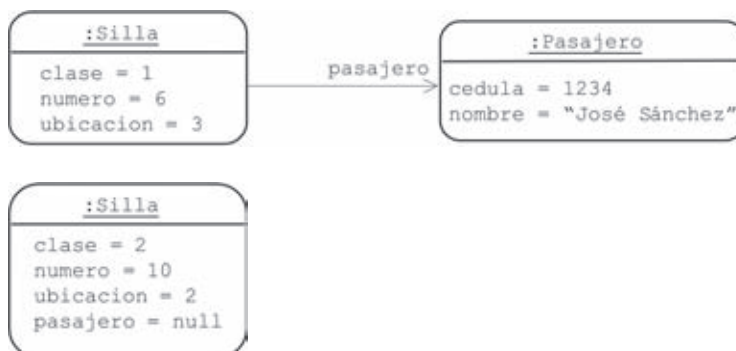 :Silla
clase = 1
numero = 6
ubicacion = 3
pasajero
:Pasajero
cedula = 1234
nombre = “José Sánchez”
:Silla
clase = 2
numero = 10
ubicacion = 2
pasajero = null